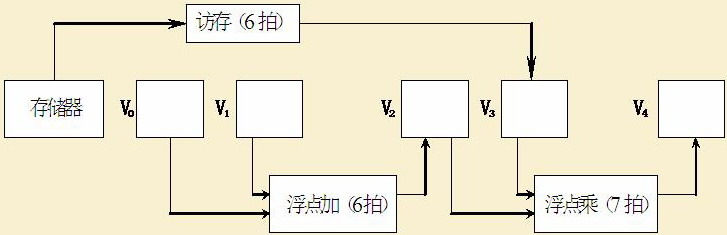 访存（6拍）
存储器
V₀
V₁
V₂
V₃
V₄
浮点加（6拍）
浮点乘（7拍）